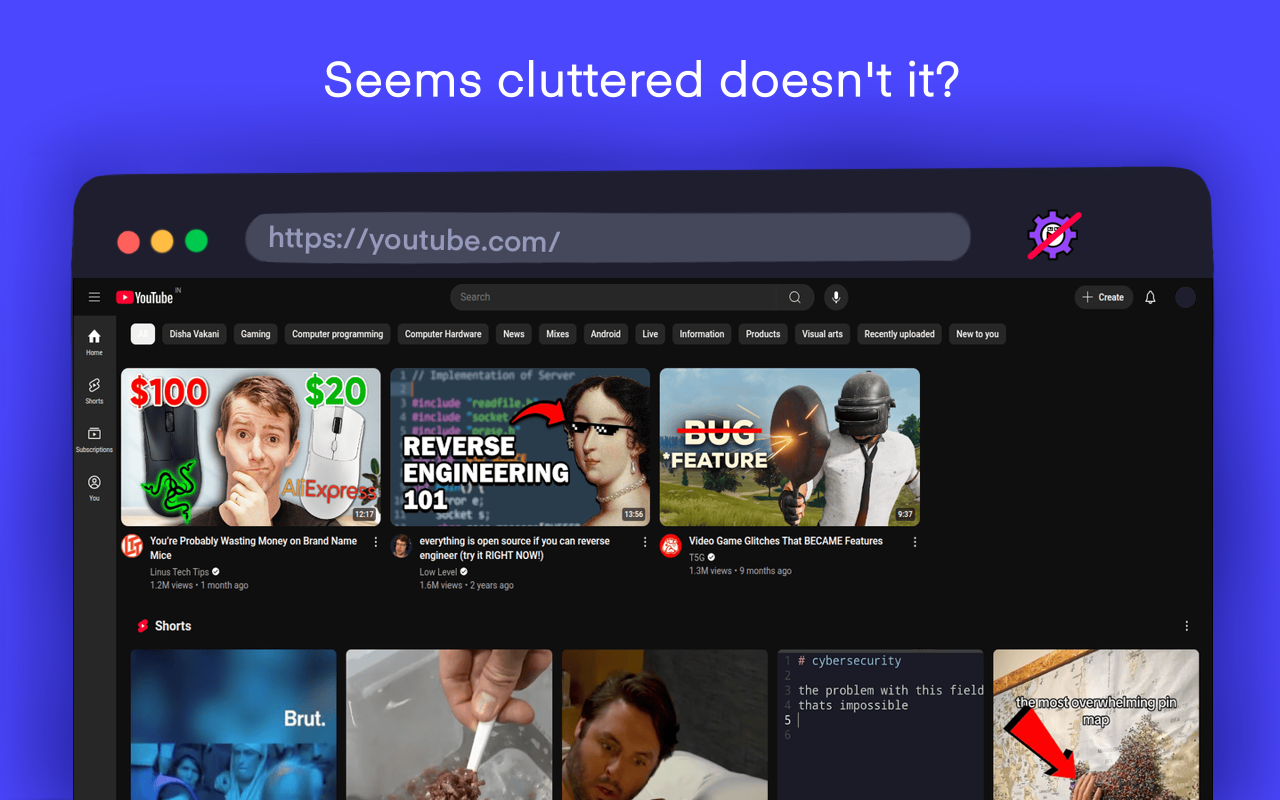 Seems cluttered doesn't it?
https://youtube.com/
YouTube IN
Search
Create
Home
Shorts
Subscriptions
You
All
Disha Vakani
Gaming
Computer programming
Computer Hardware
News
Mixes
Android
Live
Information
Products
Visual arts
Recently uploaded
New to you
$100
$20
AliExpress
12:17
You're Probably Wasting Money on Brand Name
Mice
Linus Tech Tips
1.2M views • 1 month ago
1 // Implementation of Server
2
3 #include "readfile.h"
4 #include "socket.
5 #include "prase.h"
REVERSE
ENGINEERING
101
Socket s;
13:56
everything is open source if you can reverse
engineer (try it RIGHT NOW!)
Low Level
1.6M views • 2 years ago
BUG
*FEATURE
9:37
Video Game Glitches That BECAME Features
T5G
1.3M views • 9 months ago
Shorts
Brut.
1 # cybersecurity
2
3 the problem with this field
4 thats impossible
5
6
the most overwhelming pin
map